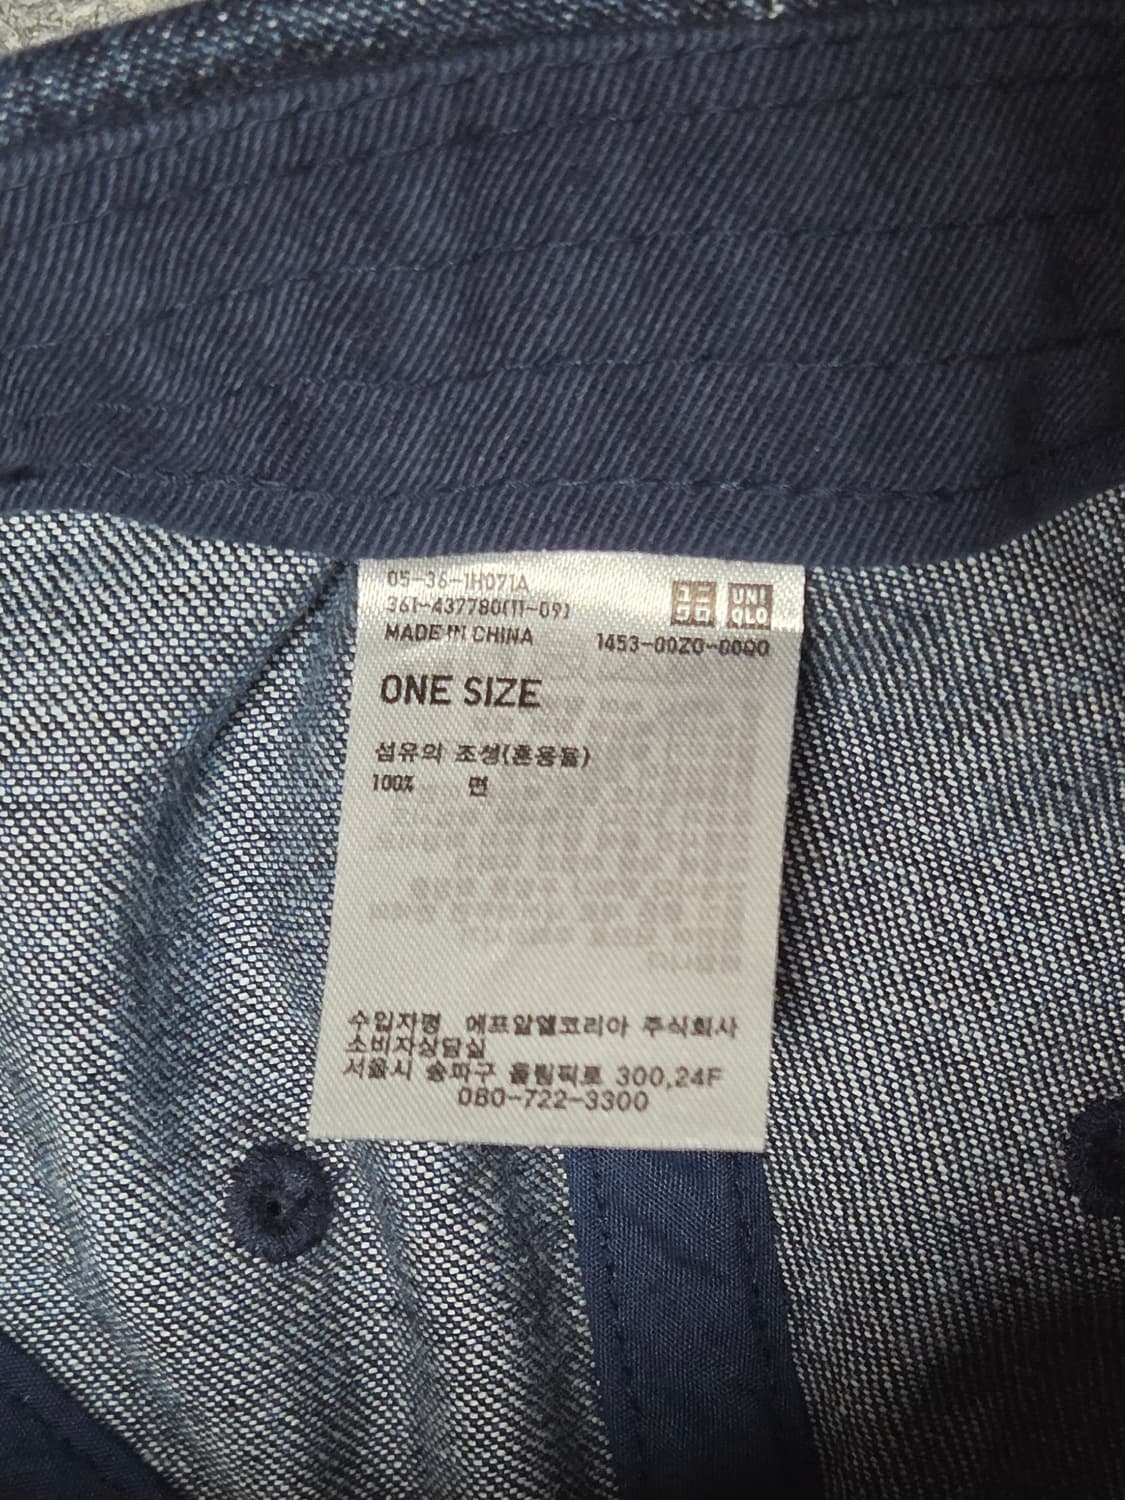 05-36-1H071A
361-437780(11-09)
MADE IN CHINA
ユニ クロ
UNI QLO
1453-00Z0-00Q0
ONE SIZE
섬유의 조성(혼용율)
100% 면
수입자명 에프알엘코리아 주식회사
소비자상담실
서울시 송파구 올림픽로 300,24F
080-722-3300